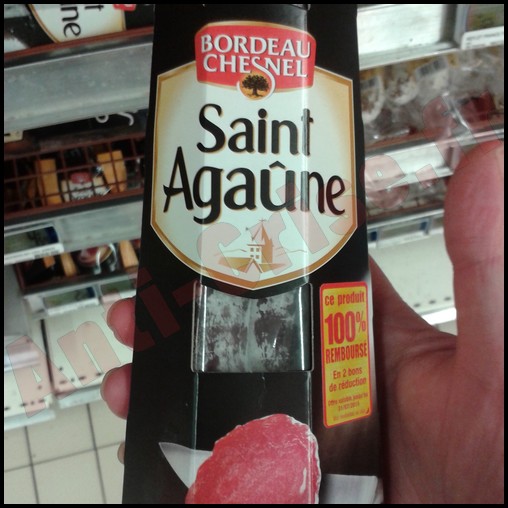 BORDEAU
CHESNEL
Saint
Agaûne
ce produit
100%
REMBOURSÉ
En 2 bons
de réduction